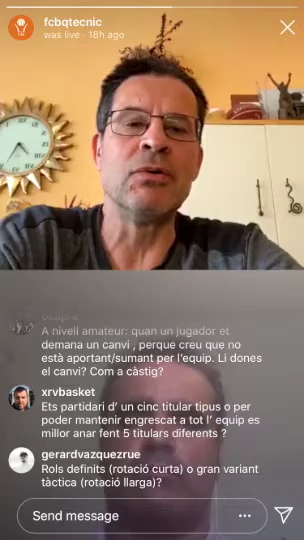 fcbqtecnic
was live · 18h ago
A nivell amateur: quan un jugador et
demana un canvi , perque creu que no
està aportant/sumant per l'equip. Li dones
el canvi? Com a càstig?
xrvbasket
Ets partidari d' un cinc titular tipus o per
poder mantenir engrescat a tot l' equip es
millor anar fent 5 titulars diferents ?
gerardvazquezrue
Rols definits (rotació curta) o gran variant
tàctica (rotació llarga)?
Send message